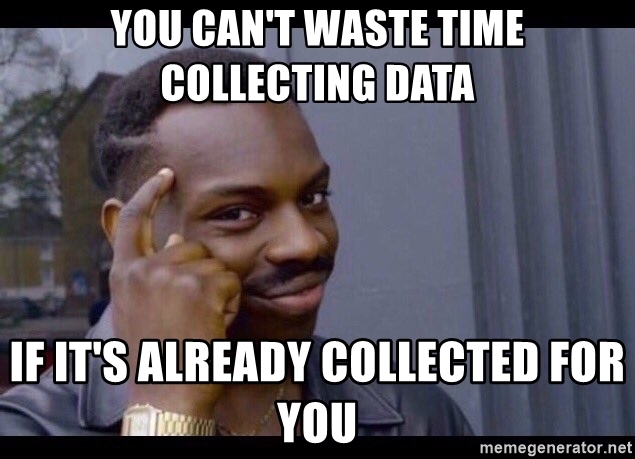 YOU CAN'T WASTE TIME
COLLECTING DATA
IF IT'S ALREADY COLLECTED FOR
YOU
memegenerator.net